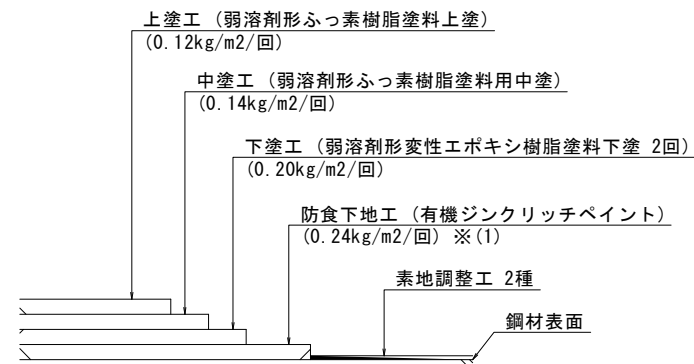 上塗工（弱溶剤形ふっ素樹脂塗料上塗）
(0.12kg/m2/回)
中塗工（弱溶剤形ふっ素樹脂塗料用中塗）
(0.14kg/m2/回)
下塗工（弱溶剤形変性エポキシ樹脂塗料下塗 2回）
(0.20kg/m2/回)
防食下地工（有機ジンクリッチペイント）
(0.24kg/m2/回) ※(1)
素地調整工 2種
鋼材表面